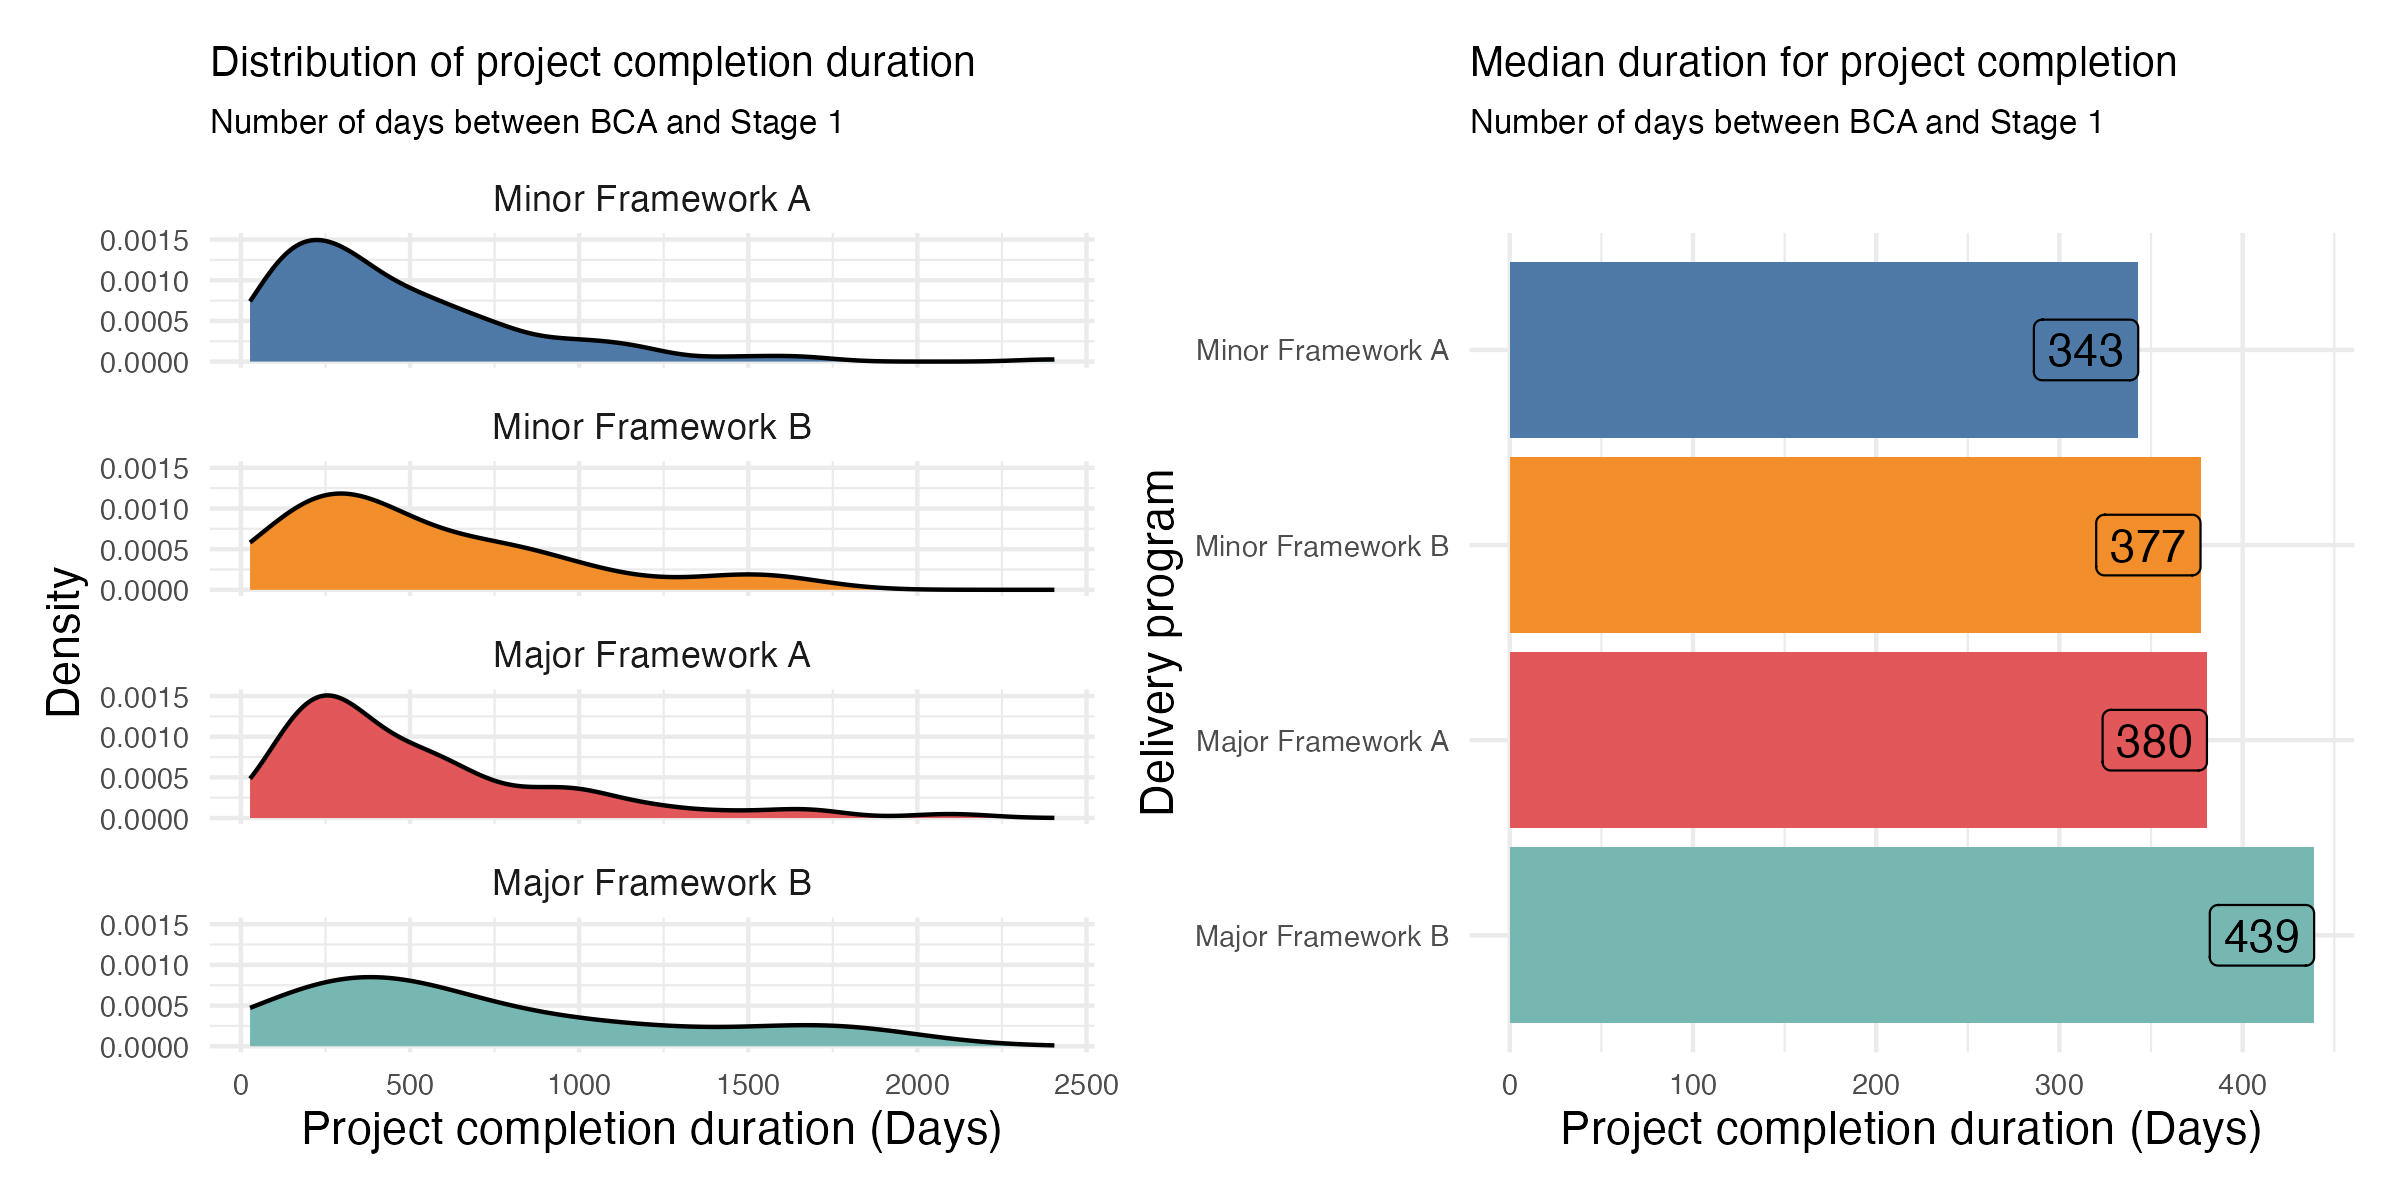 Distribution of project completion duration
Number of days between BCA and Stage 1
Density
Minor Framework A
0.0015
0.0010
0.0005
0.0000
Minor Framework B
0.0015
0.0010
0.0005
0.0000
Major Framework A
0.0015
0.0010
0.0005
0.0000
Major Framework B
0.0015
0.0010
0.0005
0.0000
0 500 1000 1500 2000 2500
Project completion duration (Days)
Median duration for project completion
Number of days between BCA and Stage 1
Delivery program
Minor Framework A 343
Minor Framework B 377
Major Framework A 380
Major Framework B 439
0 100 200 300 400
Project completion duration (Days)